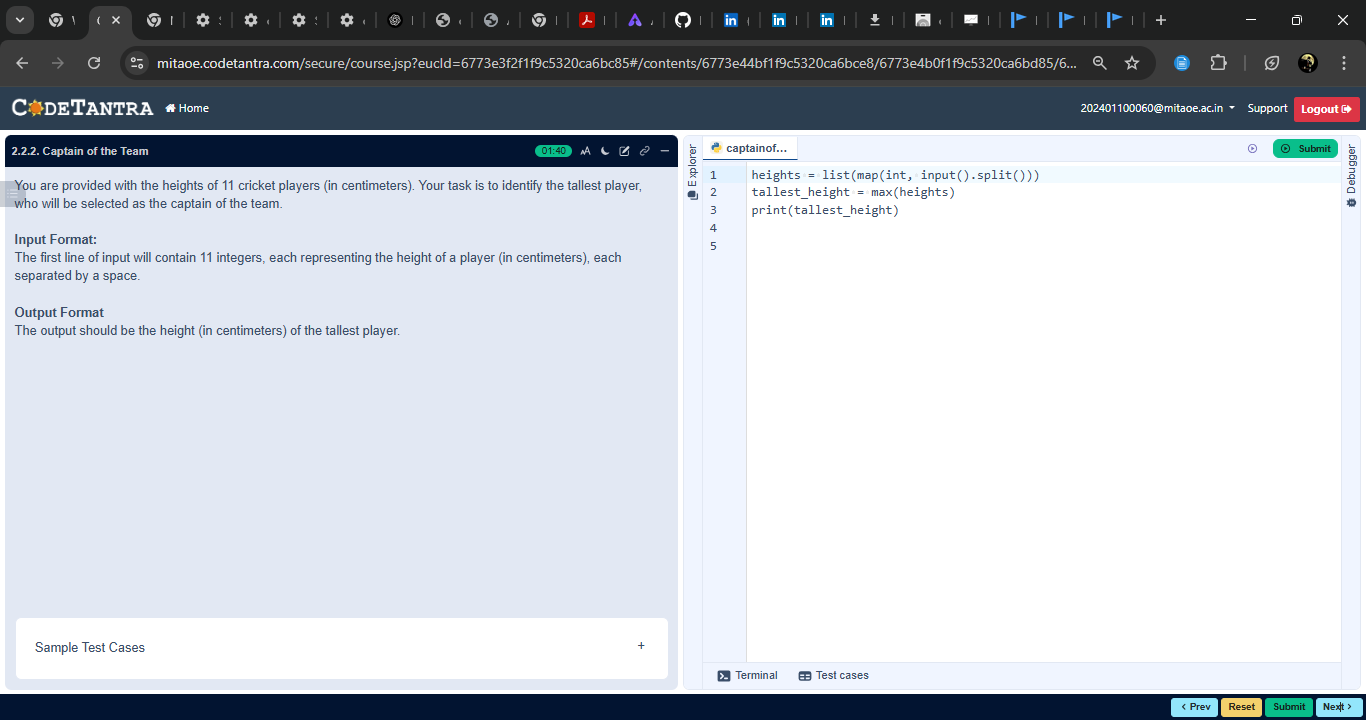 mitaoe.codetantra.com/secure/course.jsp?eucId=6773e3f2f1f9c5320ca6bc85#/contents/6773e44bf1f9c5320ca6bce8/6773e4b0f1f9c5320ca6bd85/6...
CODETANTRA
Home
202401100060@mitaoe.ac.in
Support
Logout
2.2.2. Captain of the Team
01:40
You are provided with the heights of 11 cricket players (in centimeters). Your task is to identify the tallest player,
who will be selected as the captain of the team.
Input Format:
The first line of input will contain 11 integers, each representing the height of a player (in centimeters), each
separated by a space.
Output Format
The output should be the height (in centimeters) of the tallest player.
Sample Test Cases
+
Explorer
captainof...
Submit
1 heights = list(map(int, input().split()))
2 tallest_height = max(heights)
3 print(tallest_height)
4
5
Debugger
Terminal
Test cases
< Prev
Reset
Submit
Next >